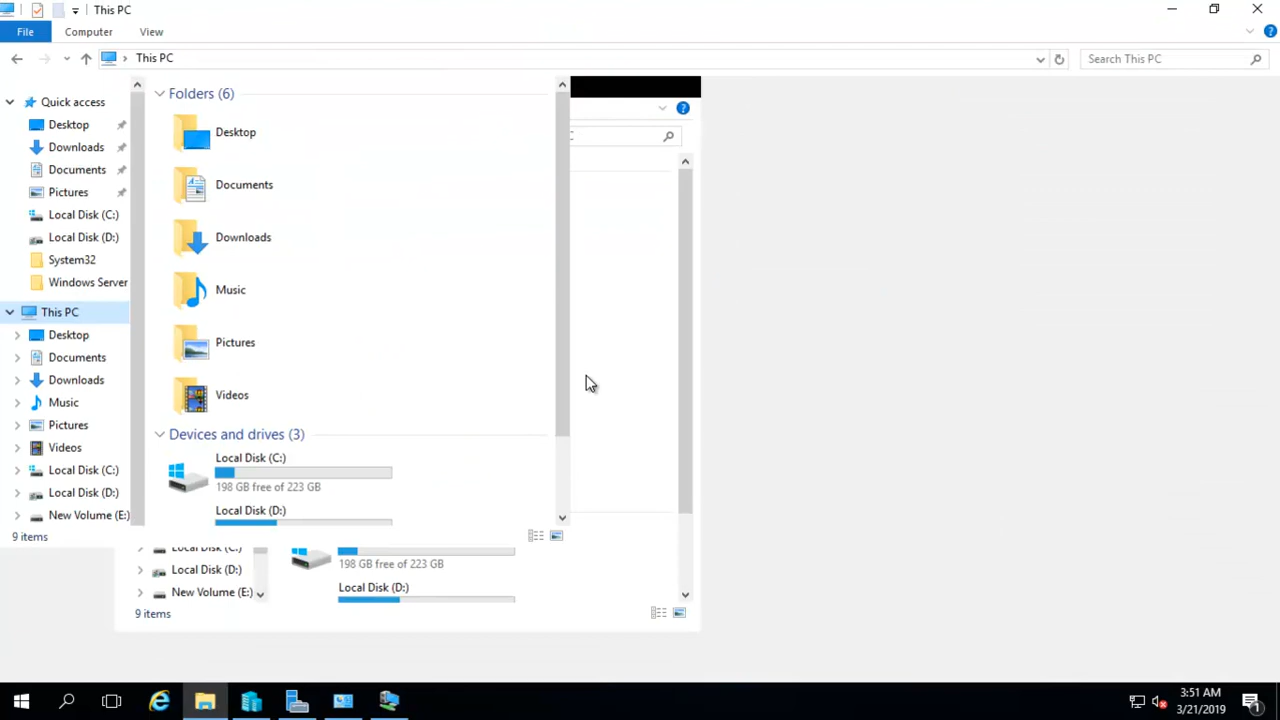 This PC
File
Computer
View
This PC
Search This PC
Quick access
Desktop
Downloads
Documents
Pictures
Local Disk (C:)
Local Disk (D:)
System32
Windows Server
This PC
Desktop
Documents
Downloads
Music
Pictures
Videos
Local Disk (C:)
Local Disk (D:)
New Volume (E:)
9 items
Folders (6)
Desktop
Documents
Downloads
Music
Pictures
Videos
Devices and drives (3)
Local Disk (C:)
198 GB free of 223 GB
Local Disk (D:)
Local Disk (C:)
Local Disk (D:)
New Volume (E:)
198 GB free of 223 GB
Local Disk (D:)
9 items
3:51 AM
3/21/2019
1